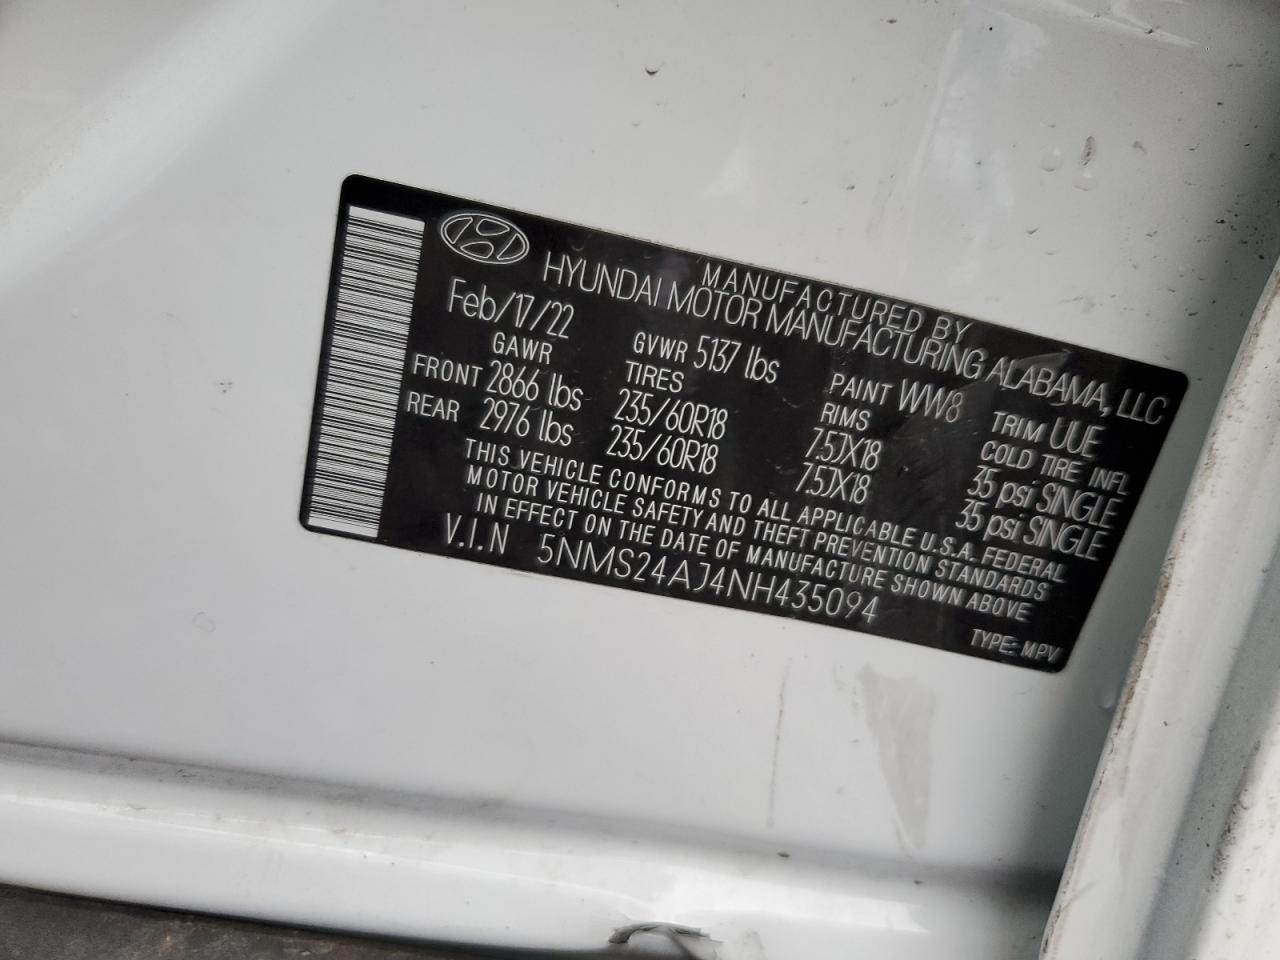 MANUFACTURED BY
HYUNDAI MOTOR MANUFACTURING ALABAMA, LLC
Feb/17/22 GVWR 5137 lbs PAINT WW8 TRIM UUE
GAWR TIRES RIMS COLD TIRE INFL
FRONT 2866 lbs 235/60R18 7.5JX18 35 psi SINGLE
REAR 2976 lbs 235/60R18 7.5JX18 35 psi SINGLE
THIS VEHICLE CONFORMS TO ALL APPLICABLE U.S.A. FEDERAL
MOTOR VEHICLE SAFETY AND THEFT PREVENTION STANDARDS
IN EFFECT ON THE DATE OF MANUFACTURE SHOWN ABOVE
V.I.N 5NMS24AJ4NH435094
TYPE: MPV